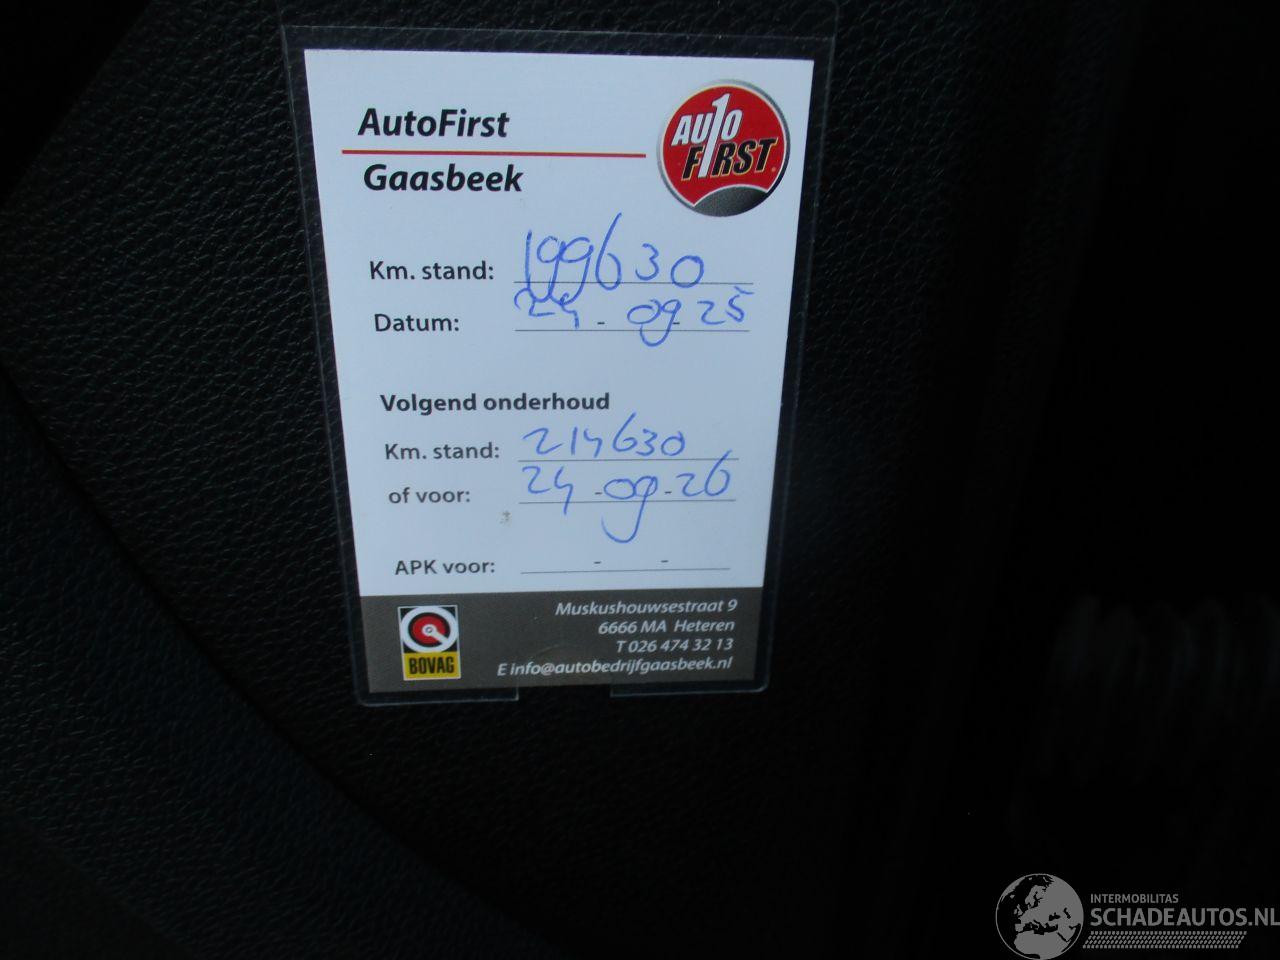 AutoFirst
Gaasbeek
AUTO
F1RST
Km. stand: 199630
Datum: 24 - 09 - 25
Volgend onderhoud
Km. stand: 214630
of voor: 24 - 09 - 26
APK voor: - -
BOVAG
Muskushouwsestraat 9
6666 MA Heteren
T 026 474 32 13
E info@autobedrijfgaasbeek.nl
INTERMOBILITAS
SCHADEAUTOS.NL